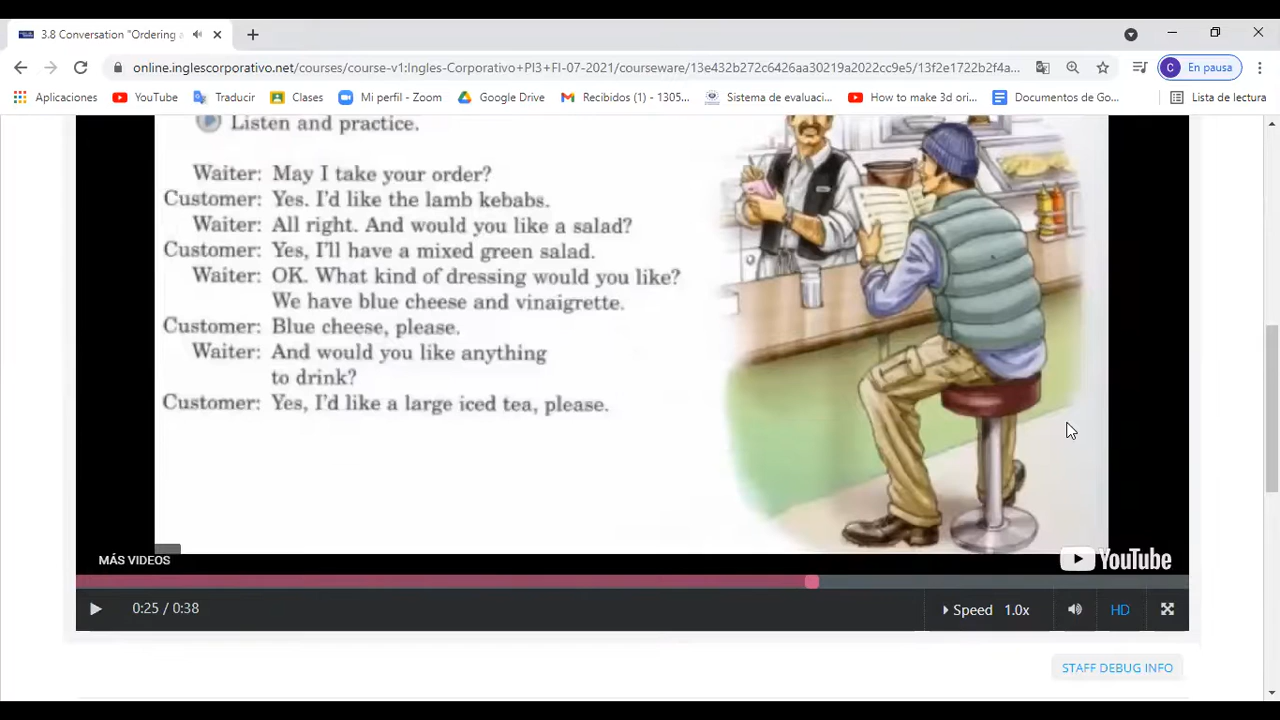 3.8 Conversation "Ordering a
online.inglescorporativo.net/courses/course-v1:Ingles-Corporativo+PI3+FI-07-2021/courseware/13e432b272c6426aa30219a2022cc9e5/13f2e1722b2f4a...
C En pausa
Aplicaciones YouTube Traducir Clases Mi perfil - Zoom Google Drive Recibidos (1) - 1305... Sistema de evaluaci... How to make 3d ori... Documentos de Go... Lista de lectura
Listen and practice.
Waiter: May I take your order?
Customer: Yes. I'd like the lamb kebabs.
Waiter: All right. And would you like a salad?
Customer: Yes, I'll have a mixed green salad.
Waiter: OK. What kind of dressing would you like?
We have blue cheese and vinaigrette.
Customer: Blue cheese, please.
Waiter: And would you like anything
to drink?
Customer: Yes, I'd like a large iced tea, please.
MÁS VIDEOS
YouTube
0:25 / 0:38 Speed 1.0x HD
STAFF DEBUG INFO